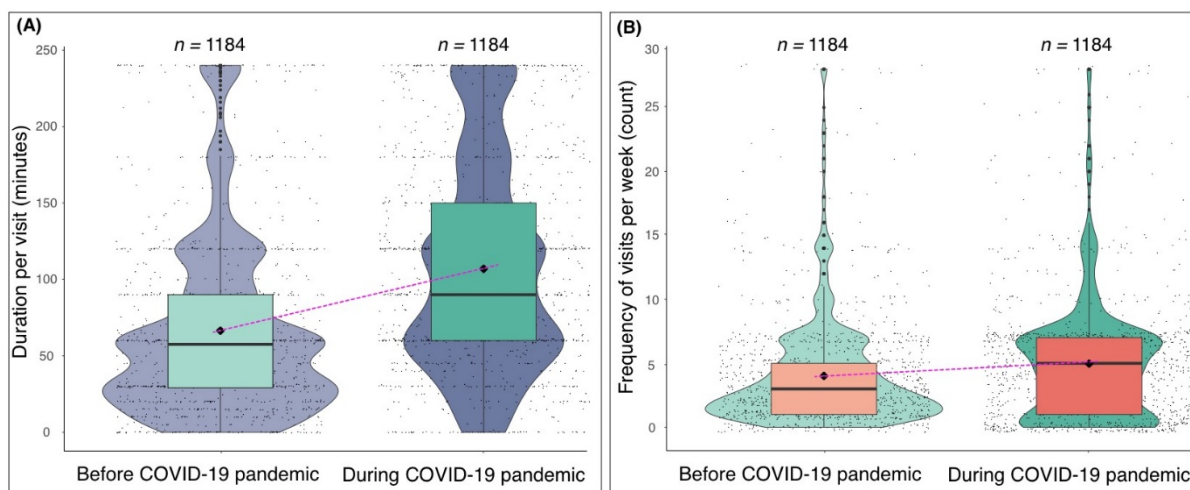 (A)
n = 1184
n = 1184
Duration per visit (minutes)
250
200
150
100
50
0
Before COVID-19 pandemic
During COVID-19 pandemic
(B)
n = 1184
n = 1184
Frequency of visits per week (count)
30
25
20
15
10
5
0
Before COVID-19 pandemic
During COVID-19 pandemic